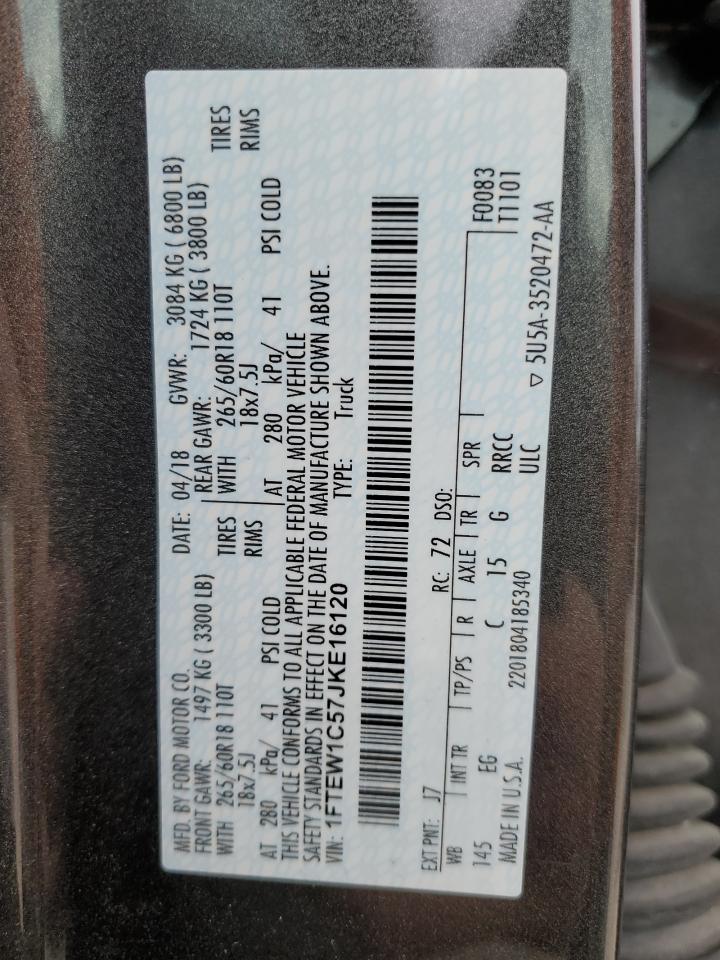 MFD. BY FORD MOTOR CO. DATE: 04/18 GVWR: 3084 KG ( 6800 LB)
FRONT GAWR: 1497 KG ( 3300 LB) REAR GAWR: 1724 KG ( 3800 LB)
WITH 265/60R18 110T TIRES WITH 265/60R18 110T TIRES
18x7.5J RIMS 18x7.5J RIMS
AT 280 kPa/ 41 PSI COLD AT 280 kPa/ 41 PSI COLD
THIS VEHICLE CONFORMS TO ALL APPLICABLE FEDERAL MOTOR VEHICLE
SAFETY STANDARDS IN EFFECT ON THE DATE OF MANUFACTURE SHOWN ABOVE.
VIN: 1FTEW1C57JKE16120 TYPE: Truck
EXT PNT: J7 RC: 72 DSO:
WB INT TR TP/PS R AXLE TR SPR F0083
145 EG C 15 G RRCC T1101
MADE IN U.S.A. 2201804185340 ULC ▽ 5U5A-3520472-AA